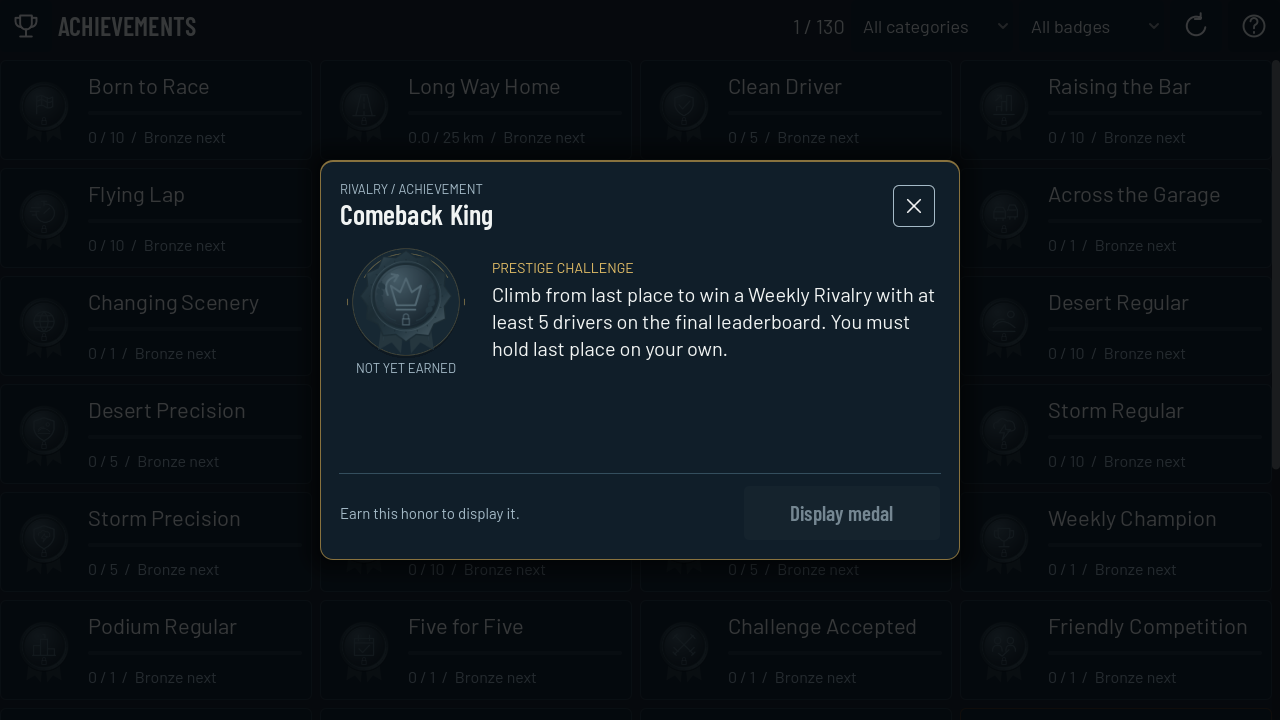 ACHIEVEMENTS
1 / 130
All categories
All badges
Born to Race
0 / 10 / Bronze next
Long Way Home
0.0 / 25 km / Bronze next
Clean Driver
0 / 5 / Bronze next
Raising the Bar
0 / 10 / Bronze next
Flying Lap
0 / 10 / Bronze next
Across the Garage
0 / 1 / Bronze next
Changing Scenery
0 / 1 / Bronze next
Desert Regular
0 / 10 / Bronze next
Desert Precision
0 / 5 / Bronze next
Storm Regular
0 / 10 / Bronze next
Storm Precision
0 / 5 / Bronze next
0 / 10 / Bronze next
0 / 5 / Bronze next
Weekly Champion
0 / 1 / Bronze next
Podium Regular
0 / 1 / Bronze next
Five for Five
0 / 1 / Bronze next
Challenge Accepted
0 / 1 / Bronze next
Friendly Competition
0 / 1 / Bronze next
RIVALRY / ACHIEVEMENT
Comeback King
NOT YET EARNED
PRESTIGE CHALLENGE
Climb from last place to win a Weekly Rivalry with at
least 5 drivers on the final leaderboard. You must
hold last place on your own.
Earn this honor to display it.
Display medal